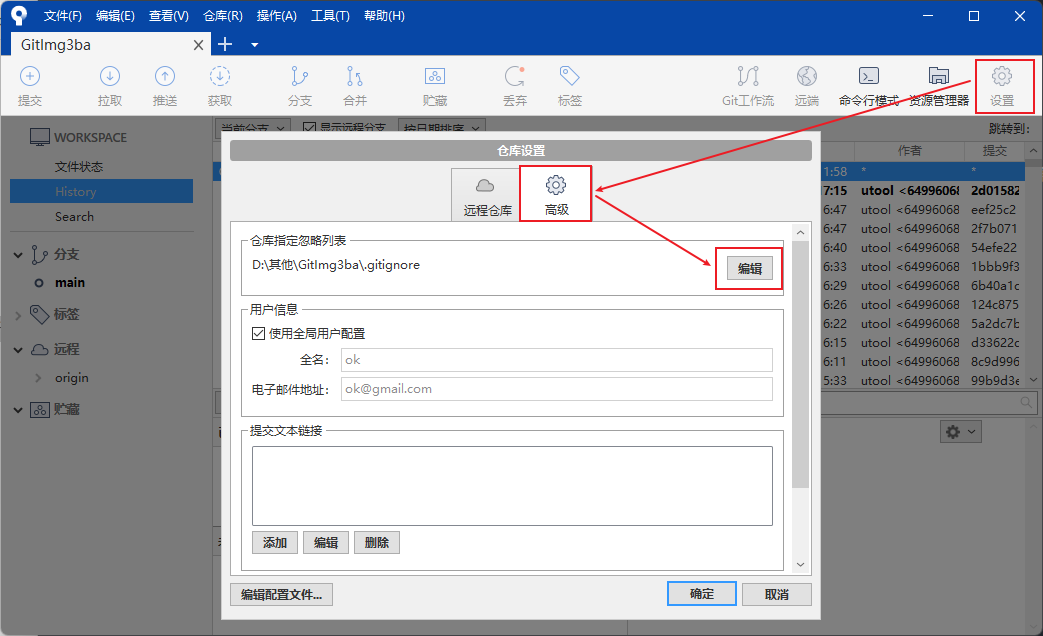 文件(F) 编辑(E) 查看(V) 仓库(R) 操作(A) 工具(T) 帮助(H)
GitImg3ba
提交 拉取 推送 获取 分支 合并 贮藏 丢弃 标签 Git工作流 远端 命令行模式 资源管理器 设置
WORKSPACE
文件状态
History
Search
分支
main
标签
远程
origin
贮藏
当前分支 显示远程分支 按日期排序 跳转到:
作者 提交
1:58 * *
7:15 utool <64996068 2d01582
6:47 utool <64996068 eef25c2
6:47 utool <64996068 2f7b071
6:40 utool <64996068 54efe22
6:33 utool <64996068 1bbb9f3
6:29 utool <64996068 6b40a1c
6:26 utool <64996068 124c875
6:22 utool <64996068 5a2dc7b
6:15 utool <64996068 d33622c
6:11 utool <64996068 8c9d996
5:33 utool <64996068 99b9d3e
仓库设置
远程仓库 高级
仓库指定忽略列表
D:\其他\GitImg3ba\.gitignore
编辑
用户信息
使用全局用户配置
全名: ok
电子邮件地址: ok@gmail.com
提交文本链接
添加 编辑 删除
编辑配置文件... 确定 取消